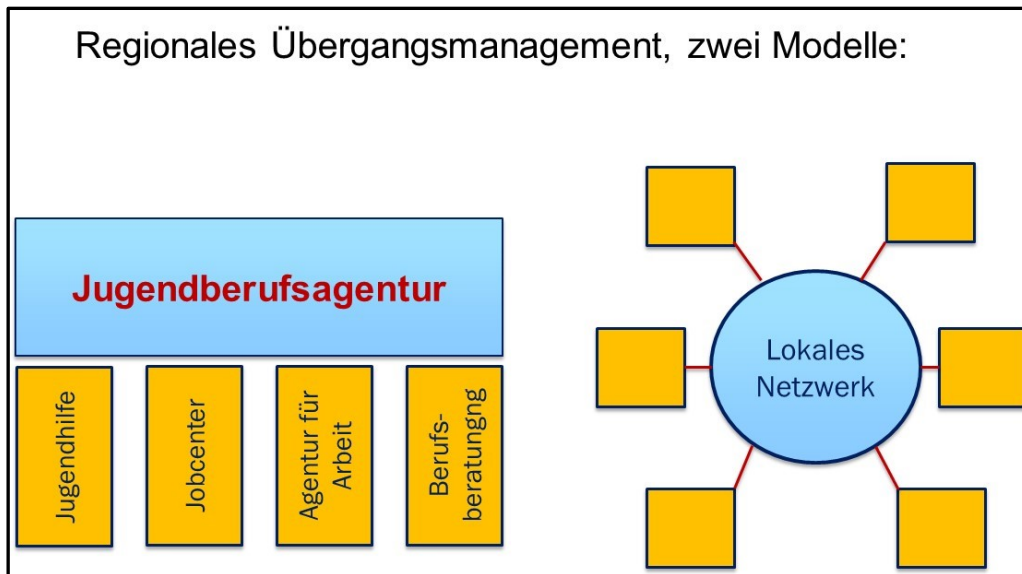 Regionales Übergangsmanagement, zwei Modelle:
Jugendberufsagentur
Jugendhilfe
Jobcenter
Agentur für
Arbeit
Berufs-
beratungng
Lokales
Netzwerk